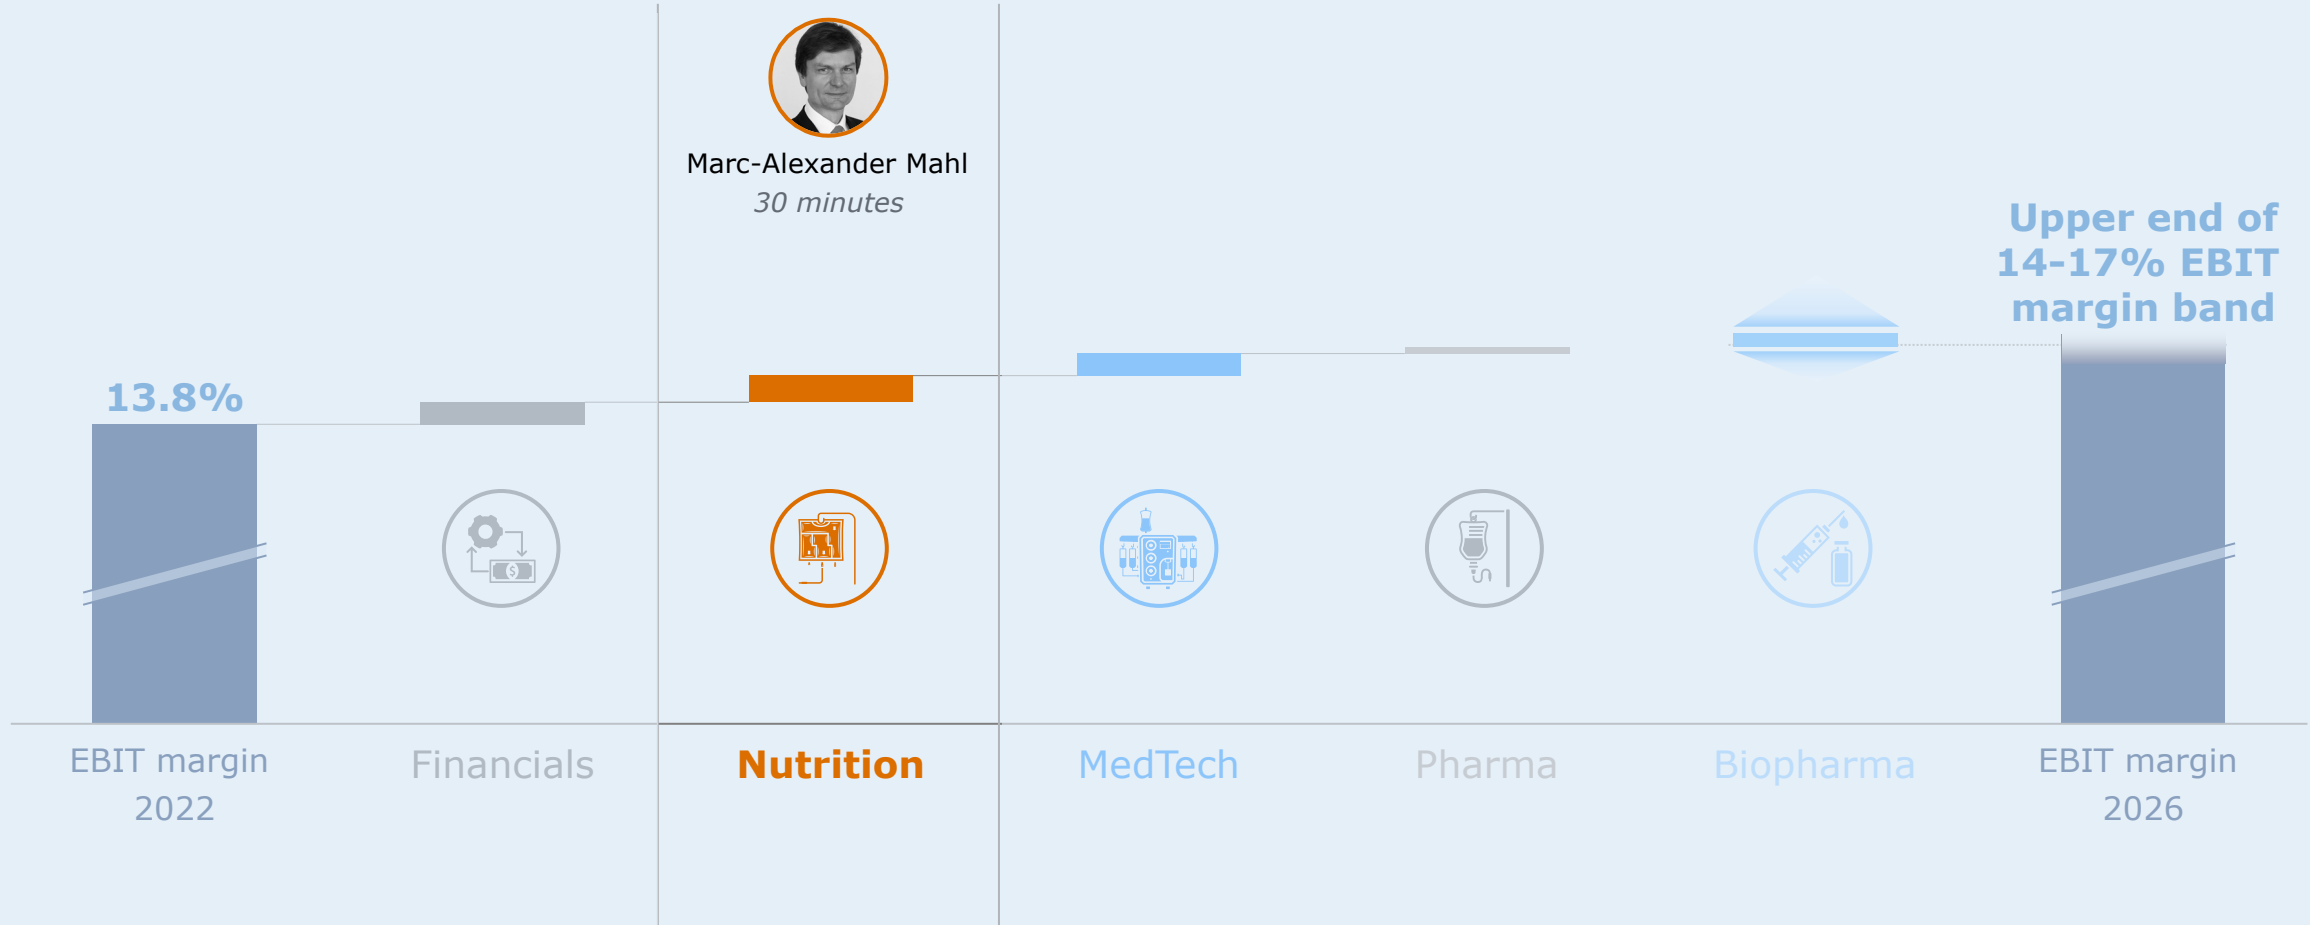 Marc-Alexander Mahl
30 minutes
Upper end of
14-17% EBIT
margin band
13.8%
$
EBIT margin
2022
Financials
Nutrition
MedTech
Pharma
Biopharma
EBIT margin
2026